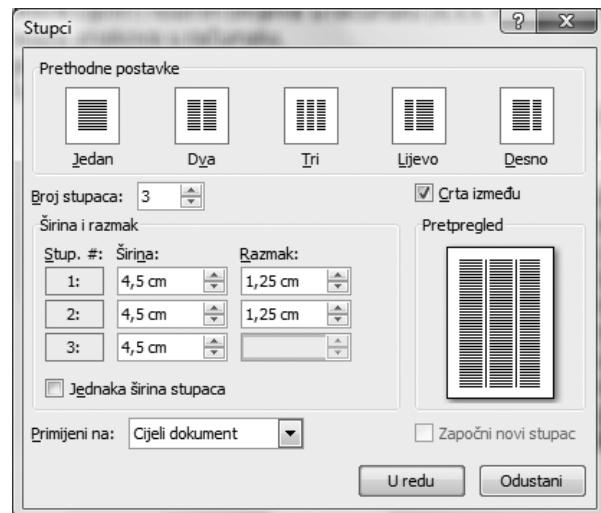 Stupci
Prethodne postavke
Jedan Dva Tri Lijevo Desno
Broj stupaca: 3 Crta između
Širina i razmak Pretpregled
Stup. #: Širina: Razmak:
1: 4,5 cm 1,25 cm
2: 4,5 cm 1,25 cm
3: 4,5 cm
Jednaka širina stupaca
Primijeni na: Cijeli dokument Započni novi stupac
U redu Odustani